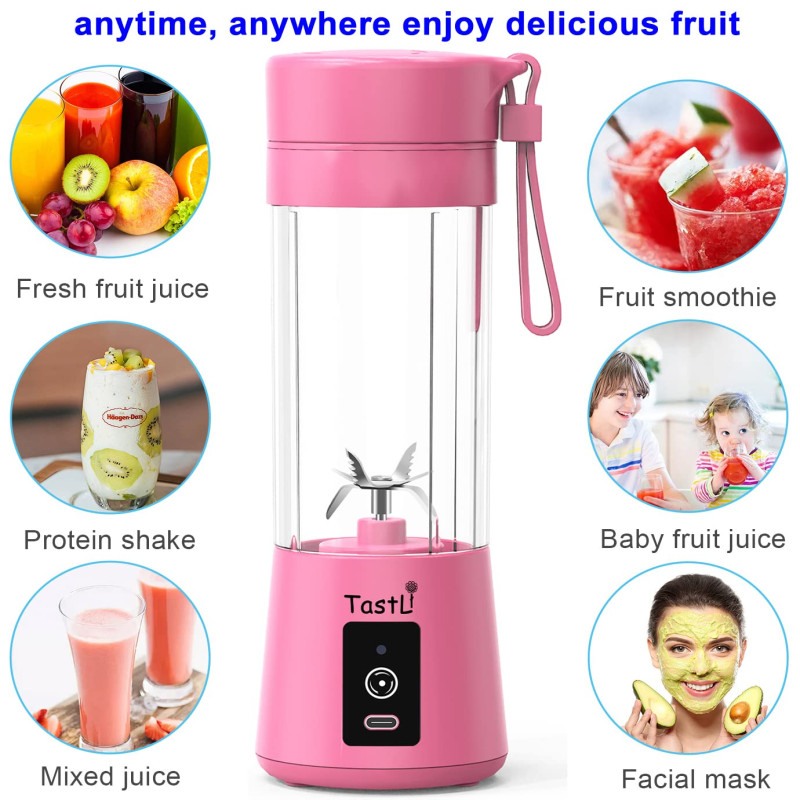 anytime, anywhere enjoy delicious fruit
Fresh fruit juice
Fruit smoothie
Häagen-Dazs
Protein shake
Baby fruit juice
TastLi
Mixed juice
Facial mask